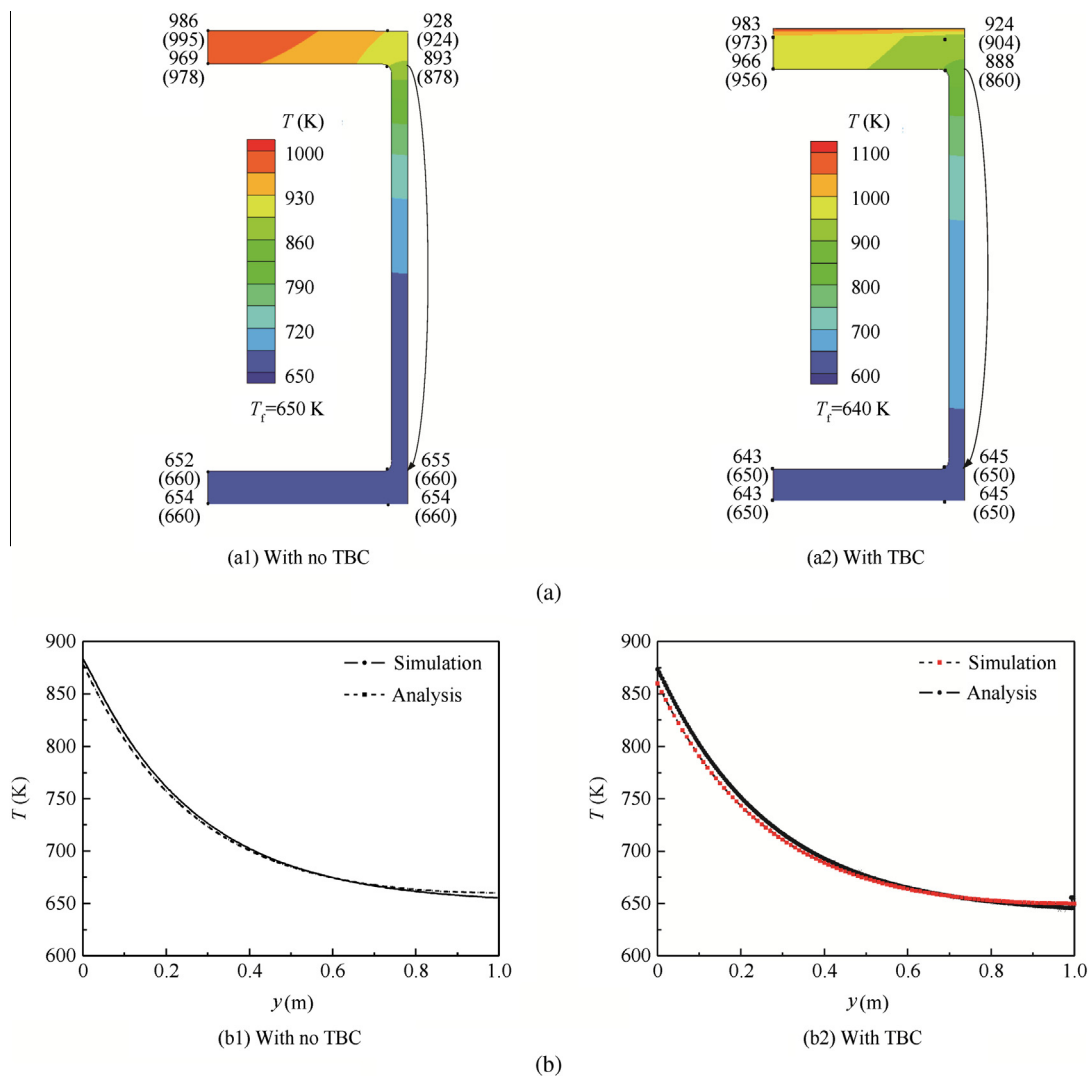 986
(995)
969
(978)
928
(924)
893
(878)
T (K)
1000
930
860
790
720
650
T_f=650 K
652
(660)
654
(660)
655
(660)
654
(660)
(a1) With no TBC
983
(973)
966
(956)
924
(904)
888
(860)
T (K)
1100
1000
900
800
700
600
T_f=640 K
643
(650)
643
(650)
645
(650)
645
(650)
(a2) With TBC
(a)
900
850
800
750
700
650
600
T (K)
Simulation
Analysis
0 0.2 0.4 0.6 0.8 1.0
y (m)
(b1) With no TBC
900
850
800
750
700
650
600
T (K)
Simulation
Analysis
0 0.2 0.4 0.6 0.8 1.0
y (m)
(b2) With TBC
(b)